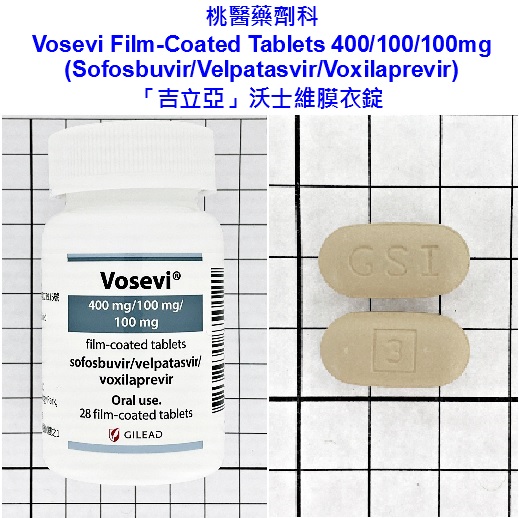 桃醫藥劑科
Vosevi Film-Coated Tablets 400/100/100mg
(Sofosbuvir/Velpatasvir/Voxilaprevir)
「吉立亞」沃士維膜衣錠
Vosevi®
400 mg/100 mg/
100 mg
film-coated tablets
sofosbuvir/velpatasvir/
voxilaprevir
Oral use.
28 film-coated tablets
GILEAD
GSI
3